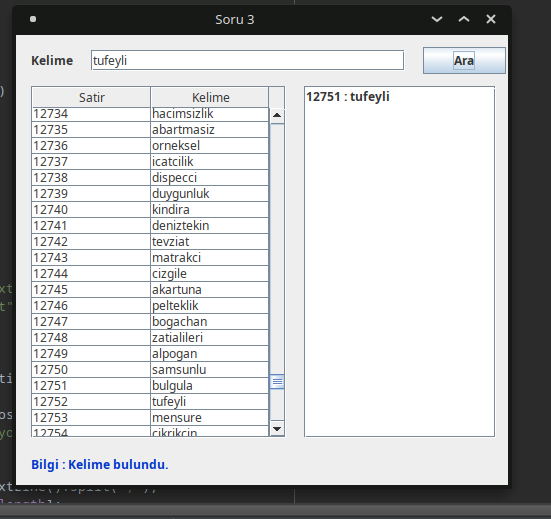 Soru 3
Kelime tufeyli Ara
Satir Kelime
12734 hacimsizlik
12735 abartmasiz
12736 orneksel
12737 icatcilik
12738 dispecci
12739 duygunluk
12740 kindira
12741 deniztekin
12742 tevziat
12743 matrakci
12744 cizgile
12745 akartuna
12746 pelteklik
12747 bogachan
12748 zatialileri
12749 alpogan
12750 samsunlu
12751 bulgula
12752 tufeyli
12753 mensure
12754 cikrikcin
12751 : tufeyli
Bilgi : Kelime bulundu.